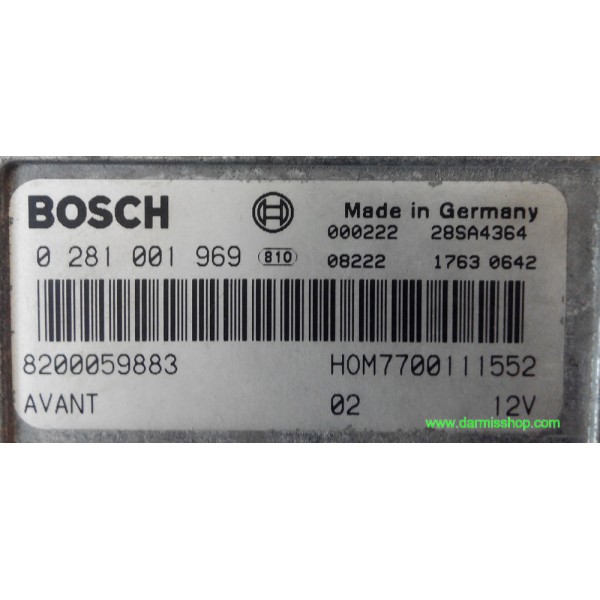 BOSCH Made in Germany
000222 28SA4364
0 281 001 969 810 08222 1763 0642
8200059883 HOM7700111552
AVANT 02 12V
www.darmisshop.com